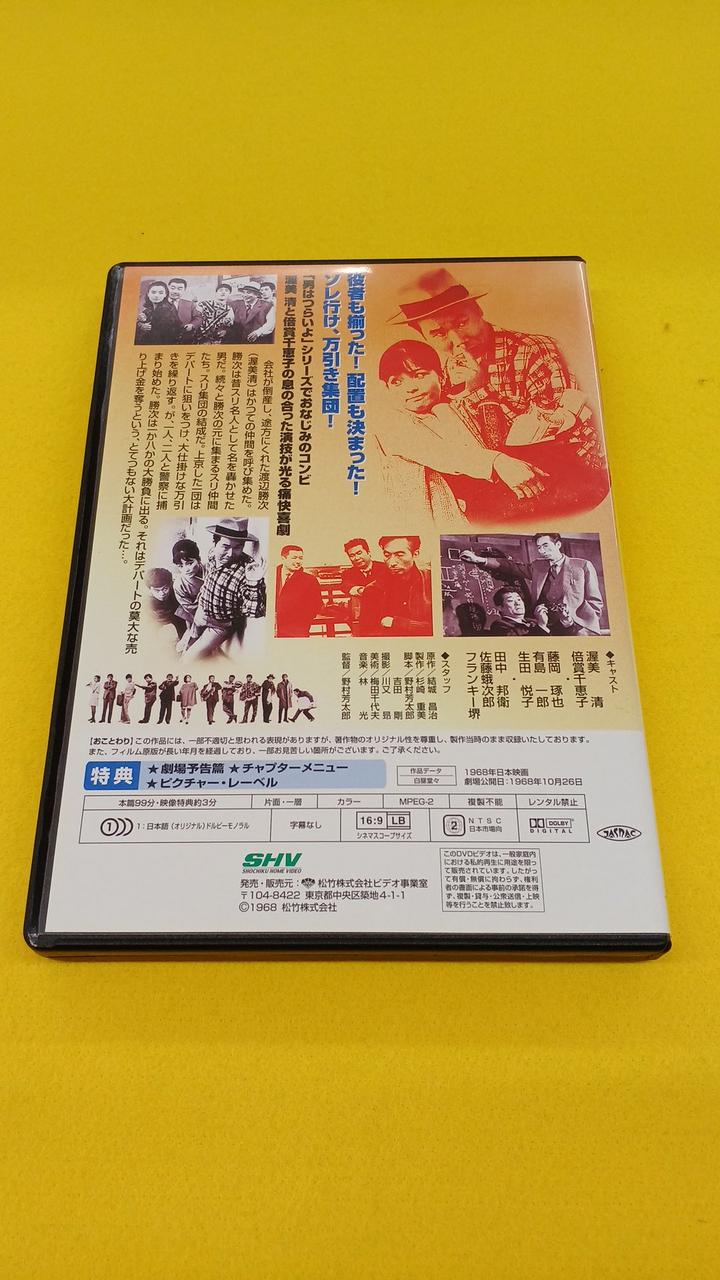 役者も揃った！配置も決まった！
ソレ行け、万引き集団！
「男はつらいよ」シリーズでおなじみのコンビ
渥美 清と倍賞千恵子の息の合った演技が光る痛快喜劇
会社が倒産し、途方にくれた渡辺勝次
（渥美清）はかつての仲間を呼び集めた。
勝次は昔スリ名人として名を轟かせた
男だ。続々と勝次の元に集まるスリ仲間
たち。スリ集団の結成だ。上京した一団は
デパートに狙いをつけ、大仕掛けな万引
きを繰り返す。が、一人、二人と警察に捕
まり始めた。勝次は一か八かの大勝負に出る。それはデパートの莫大な売
り上げ金を奪うという、とてつもない大計画だった…。
◆キャスト
渥美 清
倍賞千恵子
藤岡 琢也
有島 一郎
生田 悦子
田中 邦衛
佐藤蛾次郎
フランキー堺
◆スタッフ
原作／結城 昌治
製作／杉崎 重美
脚本／野村芳太郎
吉田 剛
撮影／川又 昻
美術／梅田千代夫
音楽／林 光
監督／野村芳太郎
【おことわり】この作品には、一部不適切と思われる表現がありますが、著作物のオリジナル性を尊重し、製作当時のまま収録いたしております。
また、フィルム原版が長い年月を経過しており、一部お見苦しい箇所がございます。ご了承ください。
特典
★劇場予告篇 ★チャプターメニュー
★ピクチャー・レーベル
作品データ
白昼堂々
1968年日本映画
劇場公開日：1968年10月26日
本篇99分・映像特典約3分
片面・一層
カラー
MPEG-2
複製不能
レンタル禁止
1：日本語（オリジナル）ドルビーモノラル
字幕なし
16:9 LB
シネマスコープサイズ
2
NTSC
日本市場向
DOLBY
DIGITAL
JASRAC
SHV
SHOCHIKU HOME VIDEO
発売・販売元：松竹株式会社ビデオ事業室
〒104-8422 東京都中央区築地4-1-1
©1968 松竹株式会社
このDVDビデオは、一般家庭内
における私的再生に用途を限っ
て販売されています。したがっ
て有償・無償に拘わらず、権利
者の書面による事前の承諾を得
ず、複製・貸与・公衆送信・上映
等を行うことを禁止致します。